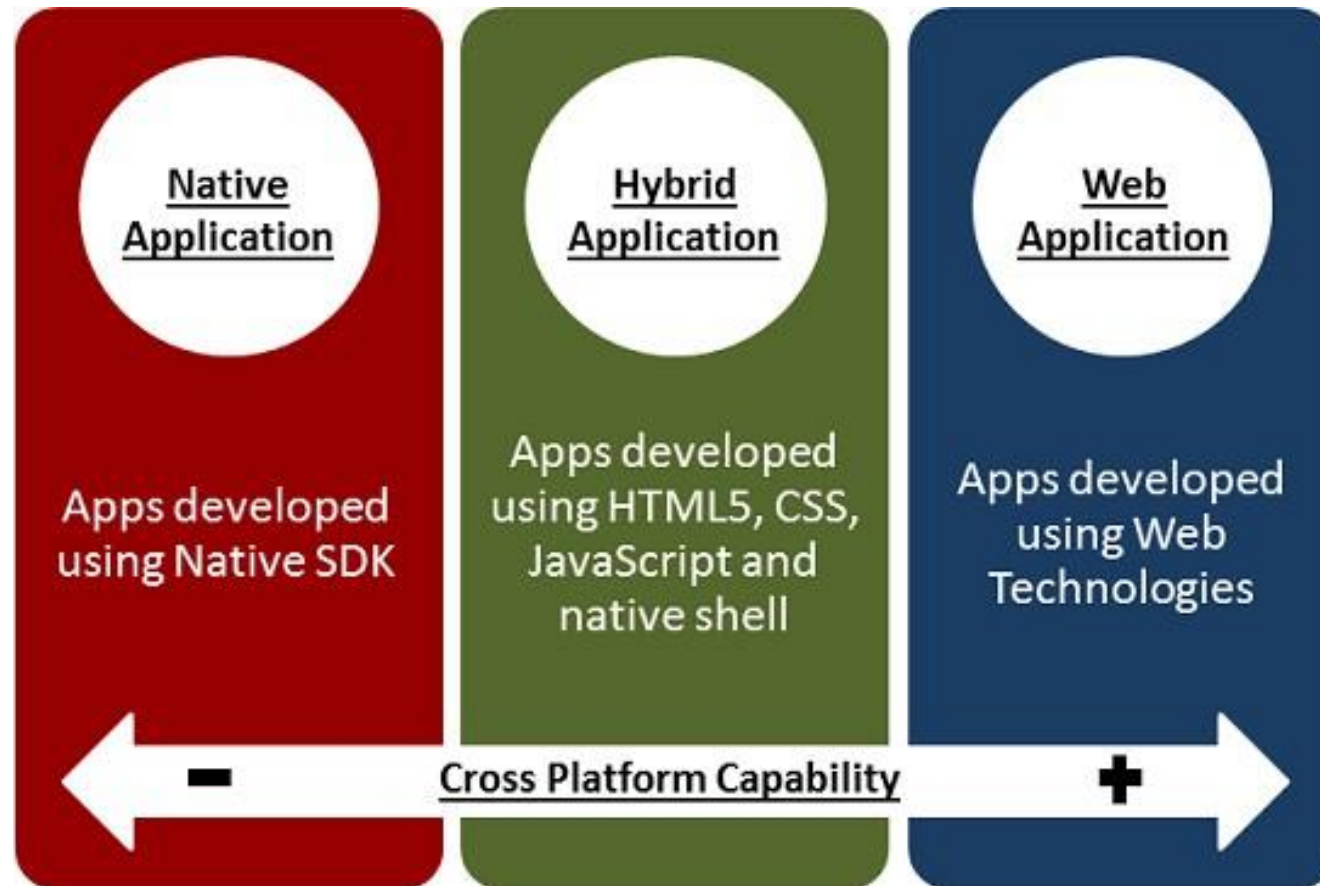 Native
Application
Apps developed
using Native SDK
Hybrid
Application
Apps developed
using HTML5, CSS,
JavaScript and
native shell
Web
Application
Apps developed
using Web
Technologies
- Cross Platform Capability +